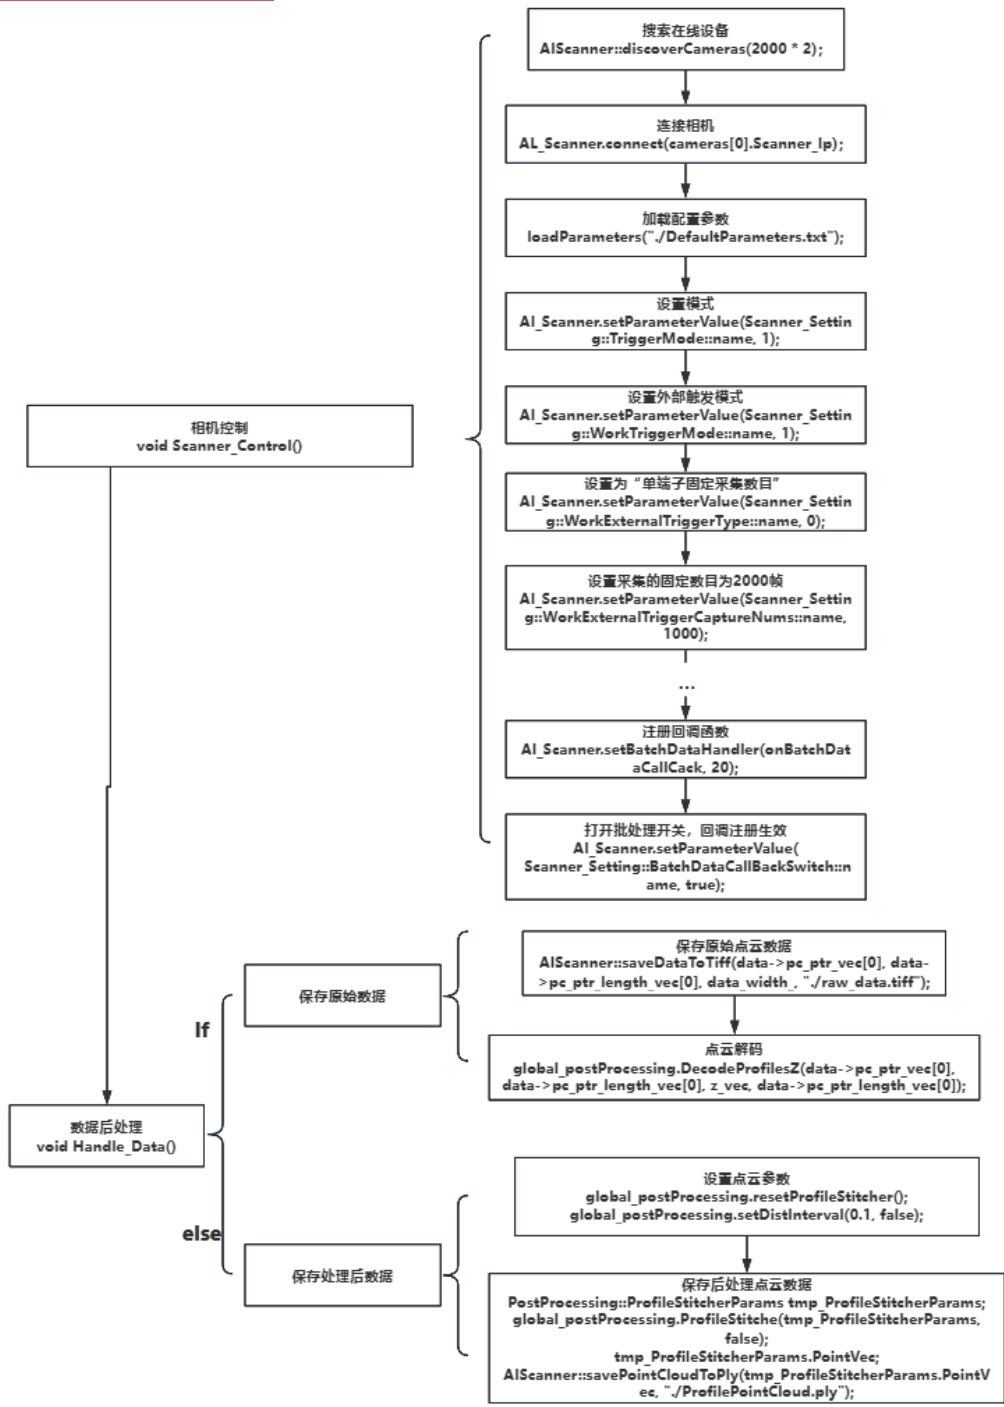 搜索在线设备
AIScanner::discoverCameras(2000 * 2);
连接相机
AL_Scanner.connect(cameras[0].Scanner_Ip);
加载配置参数
loadParameters("./DefaultParameters.txt");
设置模式
AI_Scanner.setParameterValue(Scanner_Settin
g::TriggerMode::name, 1);
设置外部触发模式
AI_Scanner.setParameterValue(Scanner_Settin
g::WorkTriggerMode::name, 1);
设置为“单端子固定采集数目”
AI_Scanner.setParameterValue(Scanner_Settin
g::WorkExternalTriggerType::name, 0);
设置采集的固定数目为2000帧
AI_Scanner.setParameterValue(Scanner_Settin
g::WorkExternalTriggerCaptureNums::name,
1000);
...
注册回调函数
AI_Scanner.setBatchDataHandler(onBatchDat
aCallCack, 20);
打开批处理开关，回调注册生效
AI_Scanner.setParameterValue(
Scanner_Setting::BatchDataCallBackSwitch::n
ame, true);
相机控制
void Scanner_Control()
数据后处理
void Handle_Data()
If
保存原始数据
保存原始点云数据
AIScanner::saveDataToTiff(data->pc_ptr_vec[0], data-
>pc_ptr_length_vec[0], data_width_, "./raw_data.tiff");
点云解码
global_postProcessing.DecodeProfilesZ(data->pc_ptr_vec[0],
data->pc_ptr_length_vec[0], z_vec, data->pc_ptr_length_vec[0]);
else
保存处理后数据
设置点云参数
global_postProcessing.resetProfileStitcher();
global_postProcessing.setDistInterval(0.1, false);
保存后处理点云数据
PostProcessing::ProfileStitcherParams tmp_ProfileStitcherParams;
global_postProcessing.ProfileStitche(tmp_ProfileStitcherParams,
false);
tmp_ProfileStitcherParams.PointVec;
AIScanner::savePointCloudToPly(tmp_ProfileStitcherParams.PointV
ec, "./ProfilePointCloud.ply");